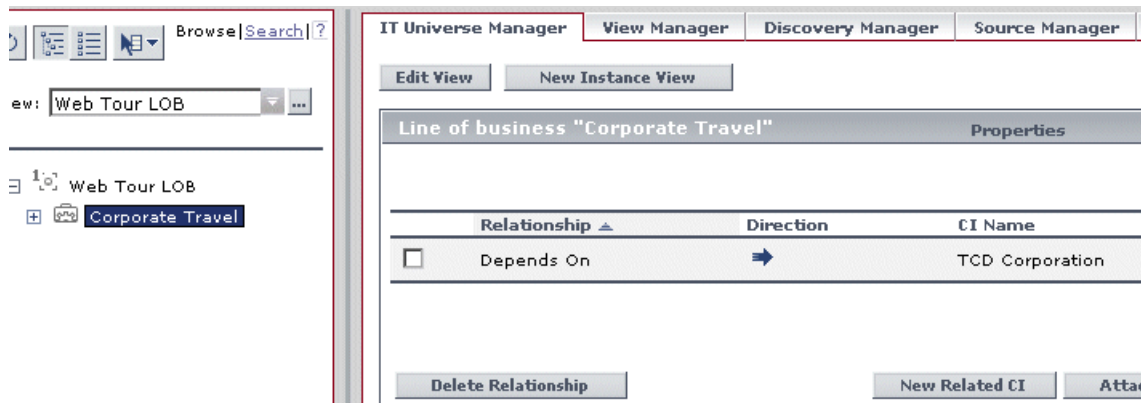 Browse|Search|?
ew: Web Tour LOB ...
1 Web Tour LOB
Corporate Travel
IT Universe Manager View Manager Discovery Manager Source Manager
Edit View New Instance View
Line of business "Corporate Travel" Properties
Relationship Direction CI Name
Depends On TCD Corporation
Delete Relationship New Related CI Atta